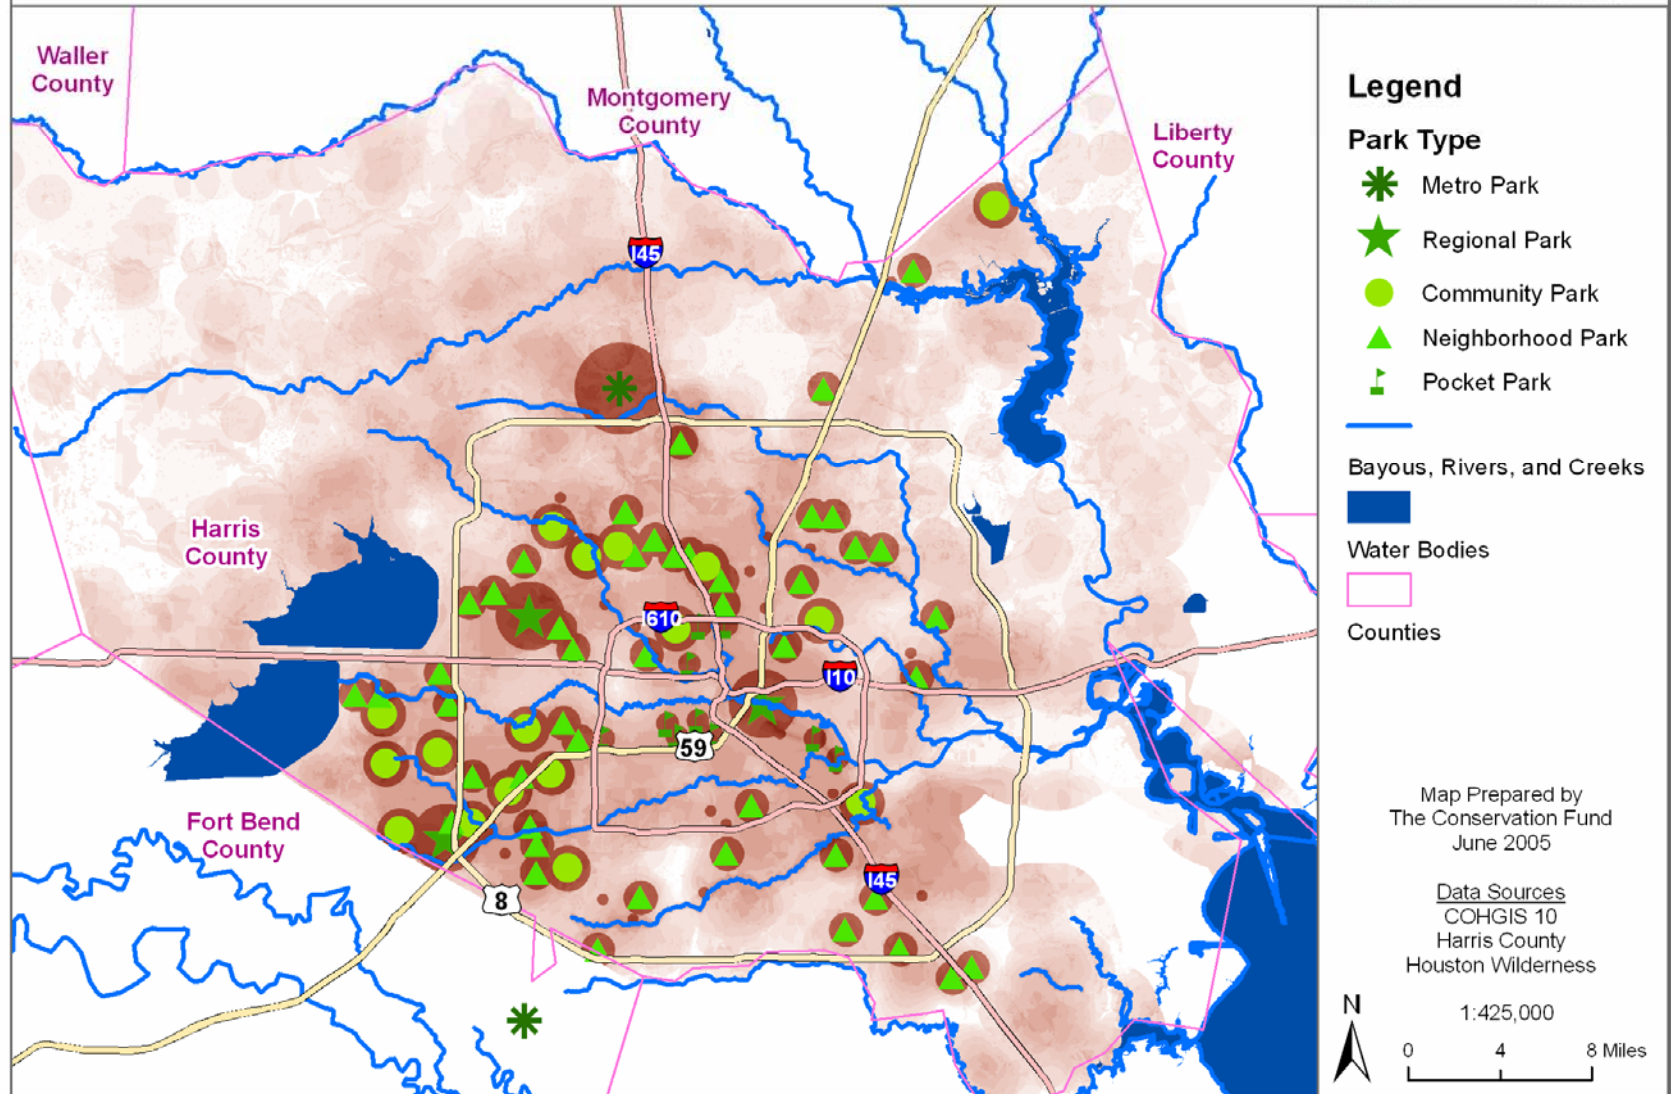 Waller
County
Montgomery
County
Liberty
County
I45
Harris
County
I610
I10
59
Fort Bend
County
I45
8
Legend
Park Type
Metro Park
Regional Park
Community Park
Neighborhood Park
Pocket Park
Bayous, Rivers, and Creeks
Water Bodies
Counties
Map Prepared by
The Conservation Fund
June 2005
Data Sources
COHGIS 10
Harris County
Houston Wilderness
1:425,000
N
0 4 8 Miles